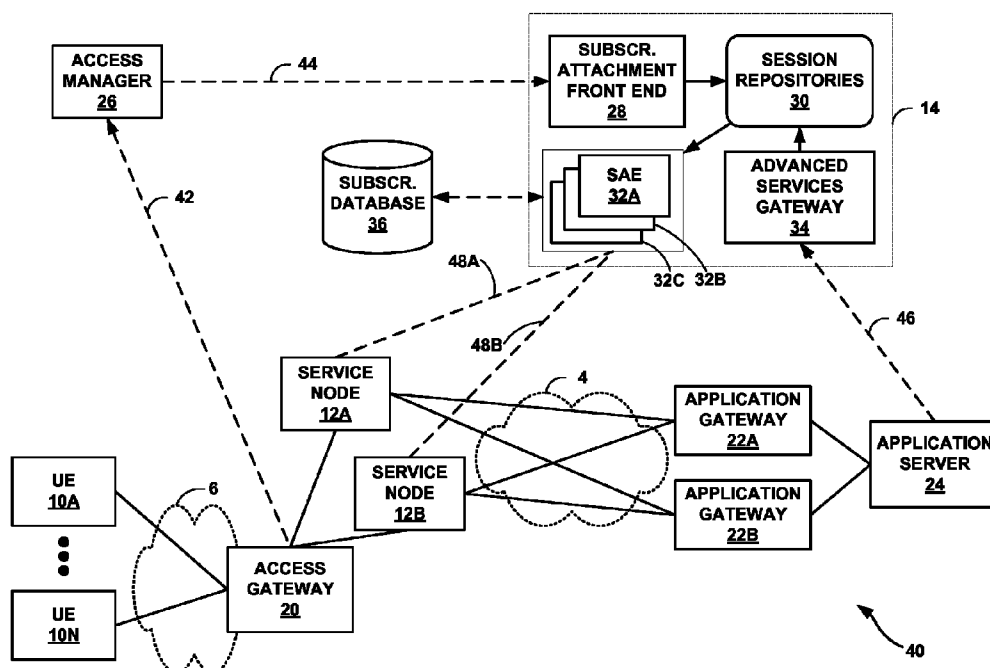 ACCESS
MANAGER
26
44
SUBSCR.
ATTACHMENT
FRONT END
28
SESSION
REPOSITORIES
30
14
42
SUBSCR.
DATABASE
36
SAE
32A
ADVANCED
SERVICES
GATEWAY
34
32C
32B
48A
48B
46
SERVICE
NODE
12A
4
APPLICATION
GATEWAY
22A
APPLICATION
SERVER
24
UE
10A
6
SERVICE
NODE
12B
APPLICATION
GATEWAY
22B
ACCESS
GATEWAY
20
UE
10N
40